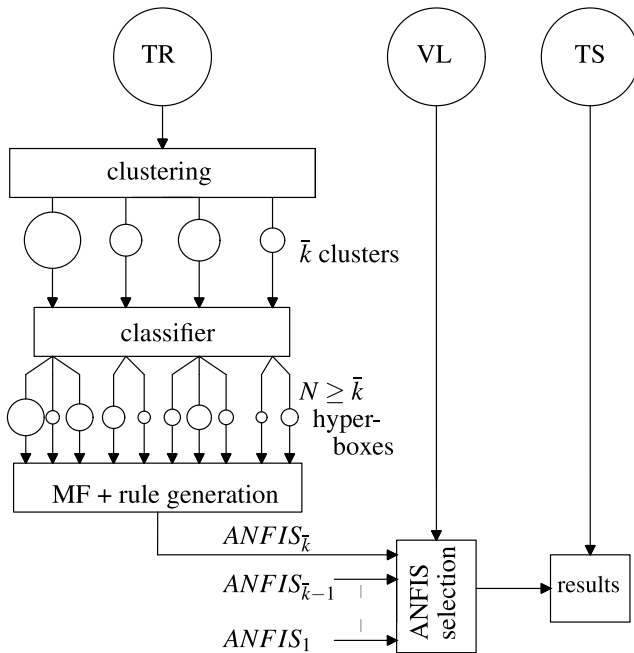 TR
VL
TS
clustering
k̄ clusters
classifier
N ≥ k̄
hyper-
boxes
MF + rule generation
ANFIS_k̄
ANFIS_k̄−1
ANFIS_1
ANFIS
selection
results